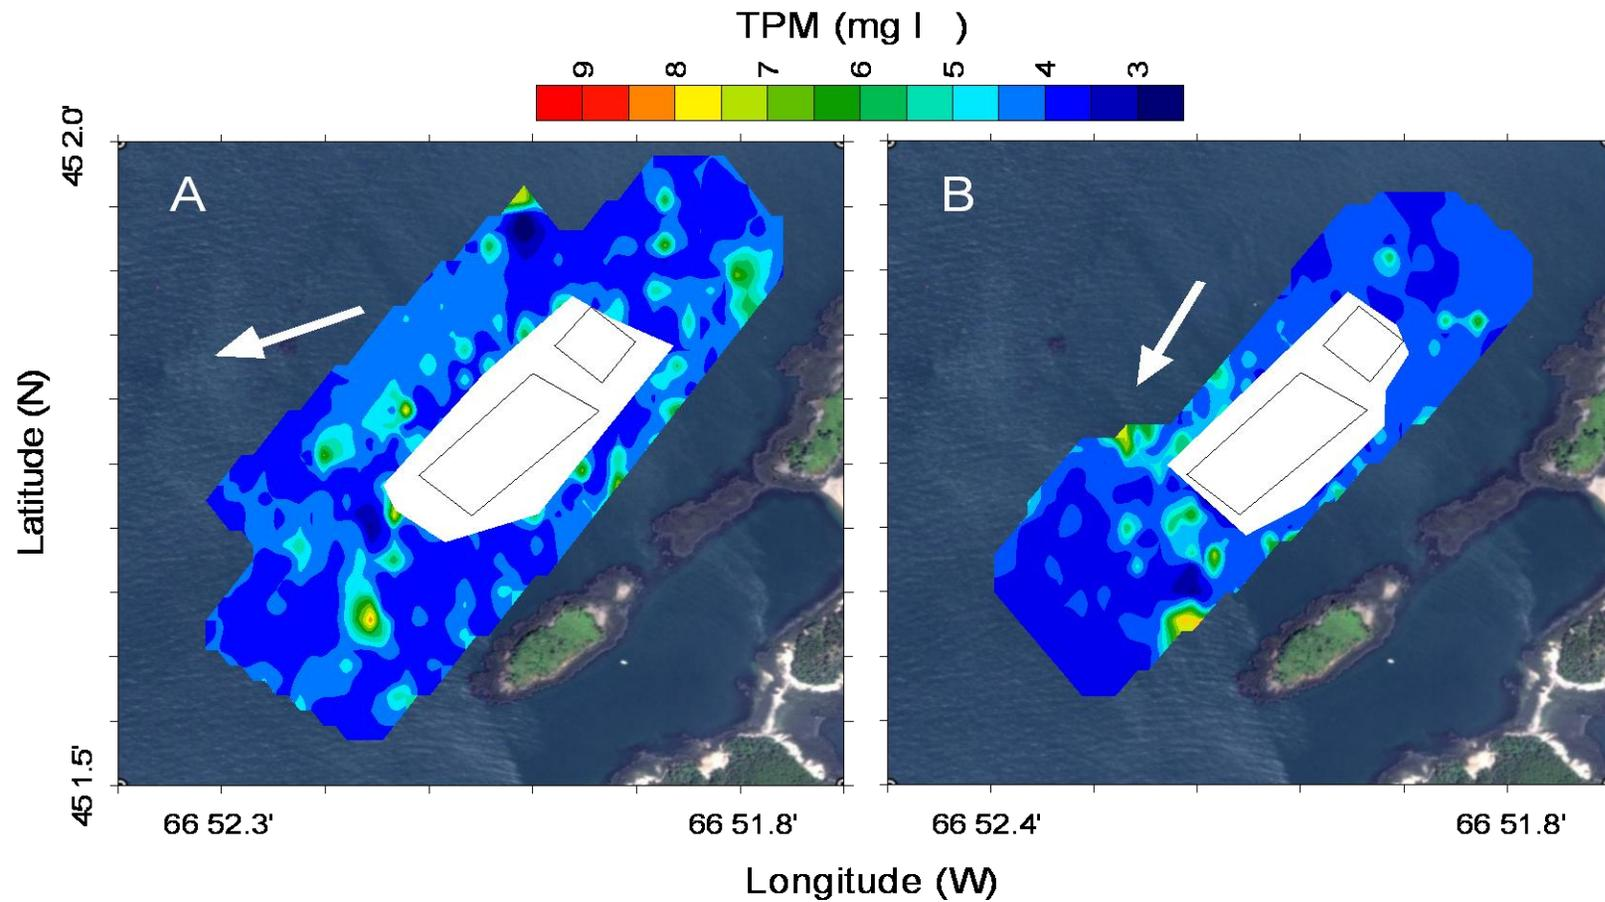 TPM (mg l )
9 8 7 6 5 4 3
45 2.0'
A
B
Latitude (N)
45 1.5'
66 52.3'
66 51.8'
66 52.4'
66 51.8'
Longitude (W)